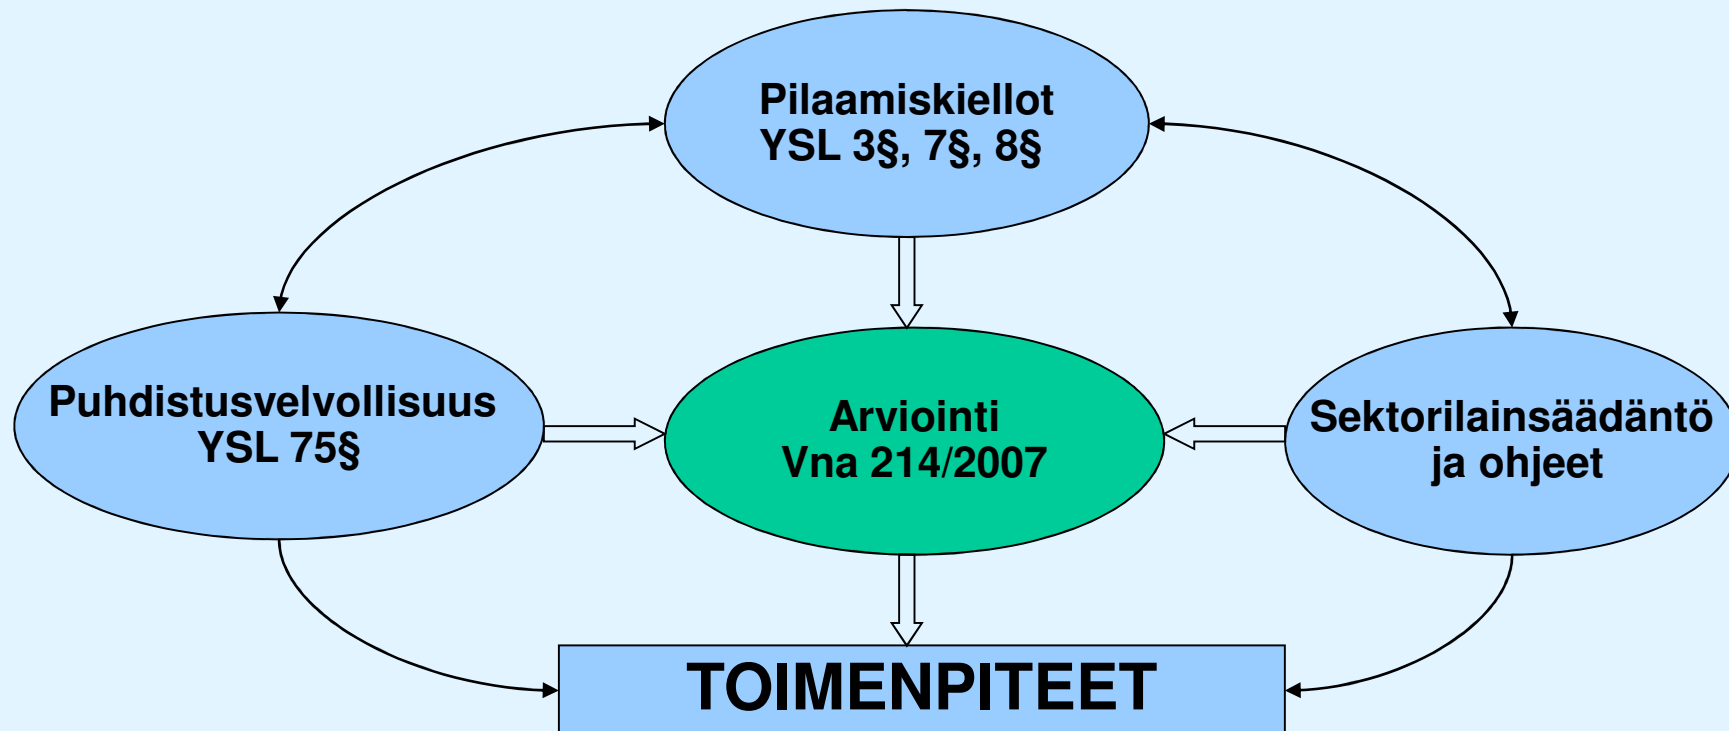 Pilaamiskiellot
YSL 3§, 7§, 8§
Puhdistusvelvollisuus
YSL 75§
Arviointi
Vna 214/2007
Sektorilainsäädäntö
ja ohjeet
TOIMENPITEET